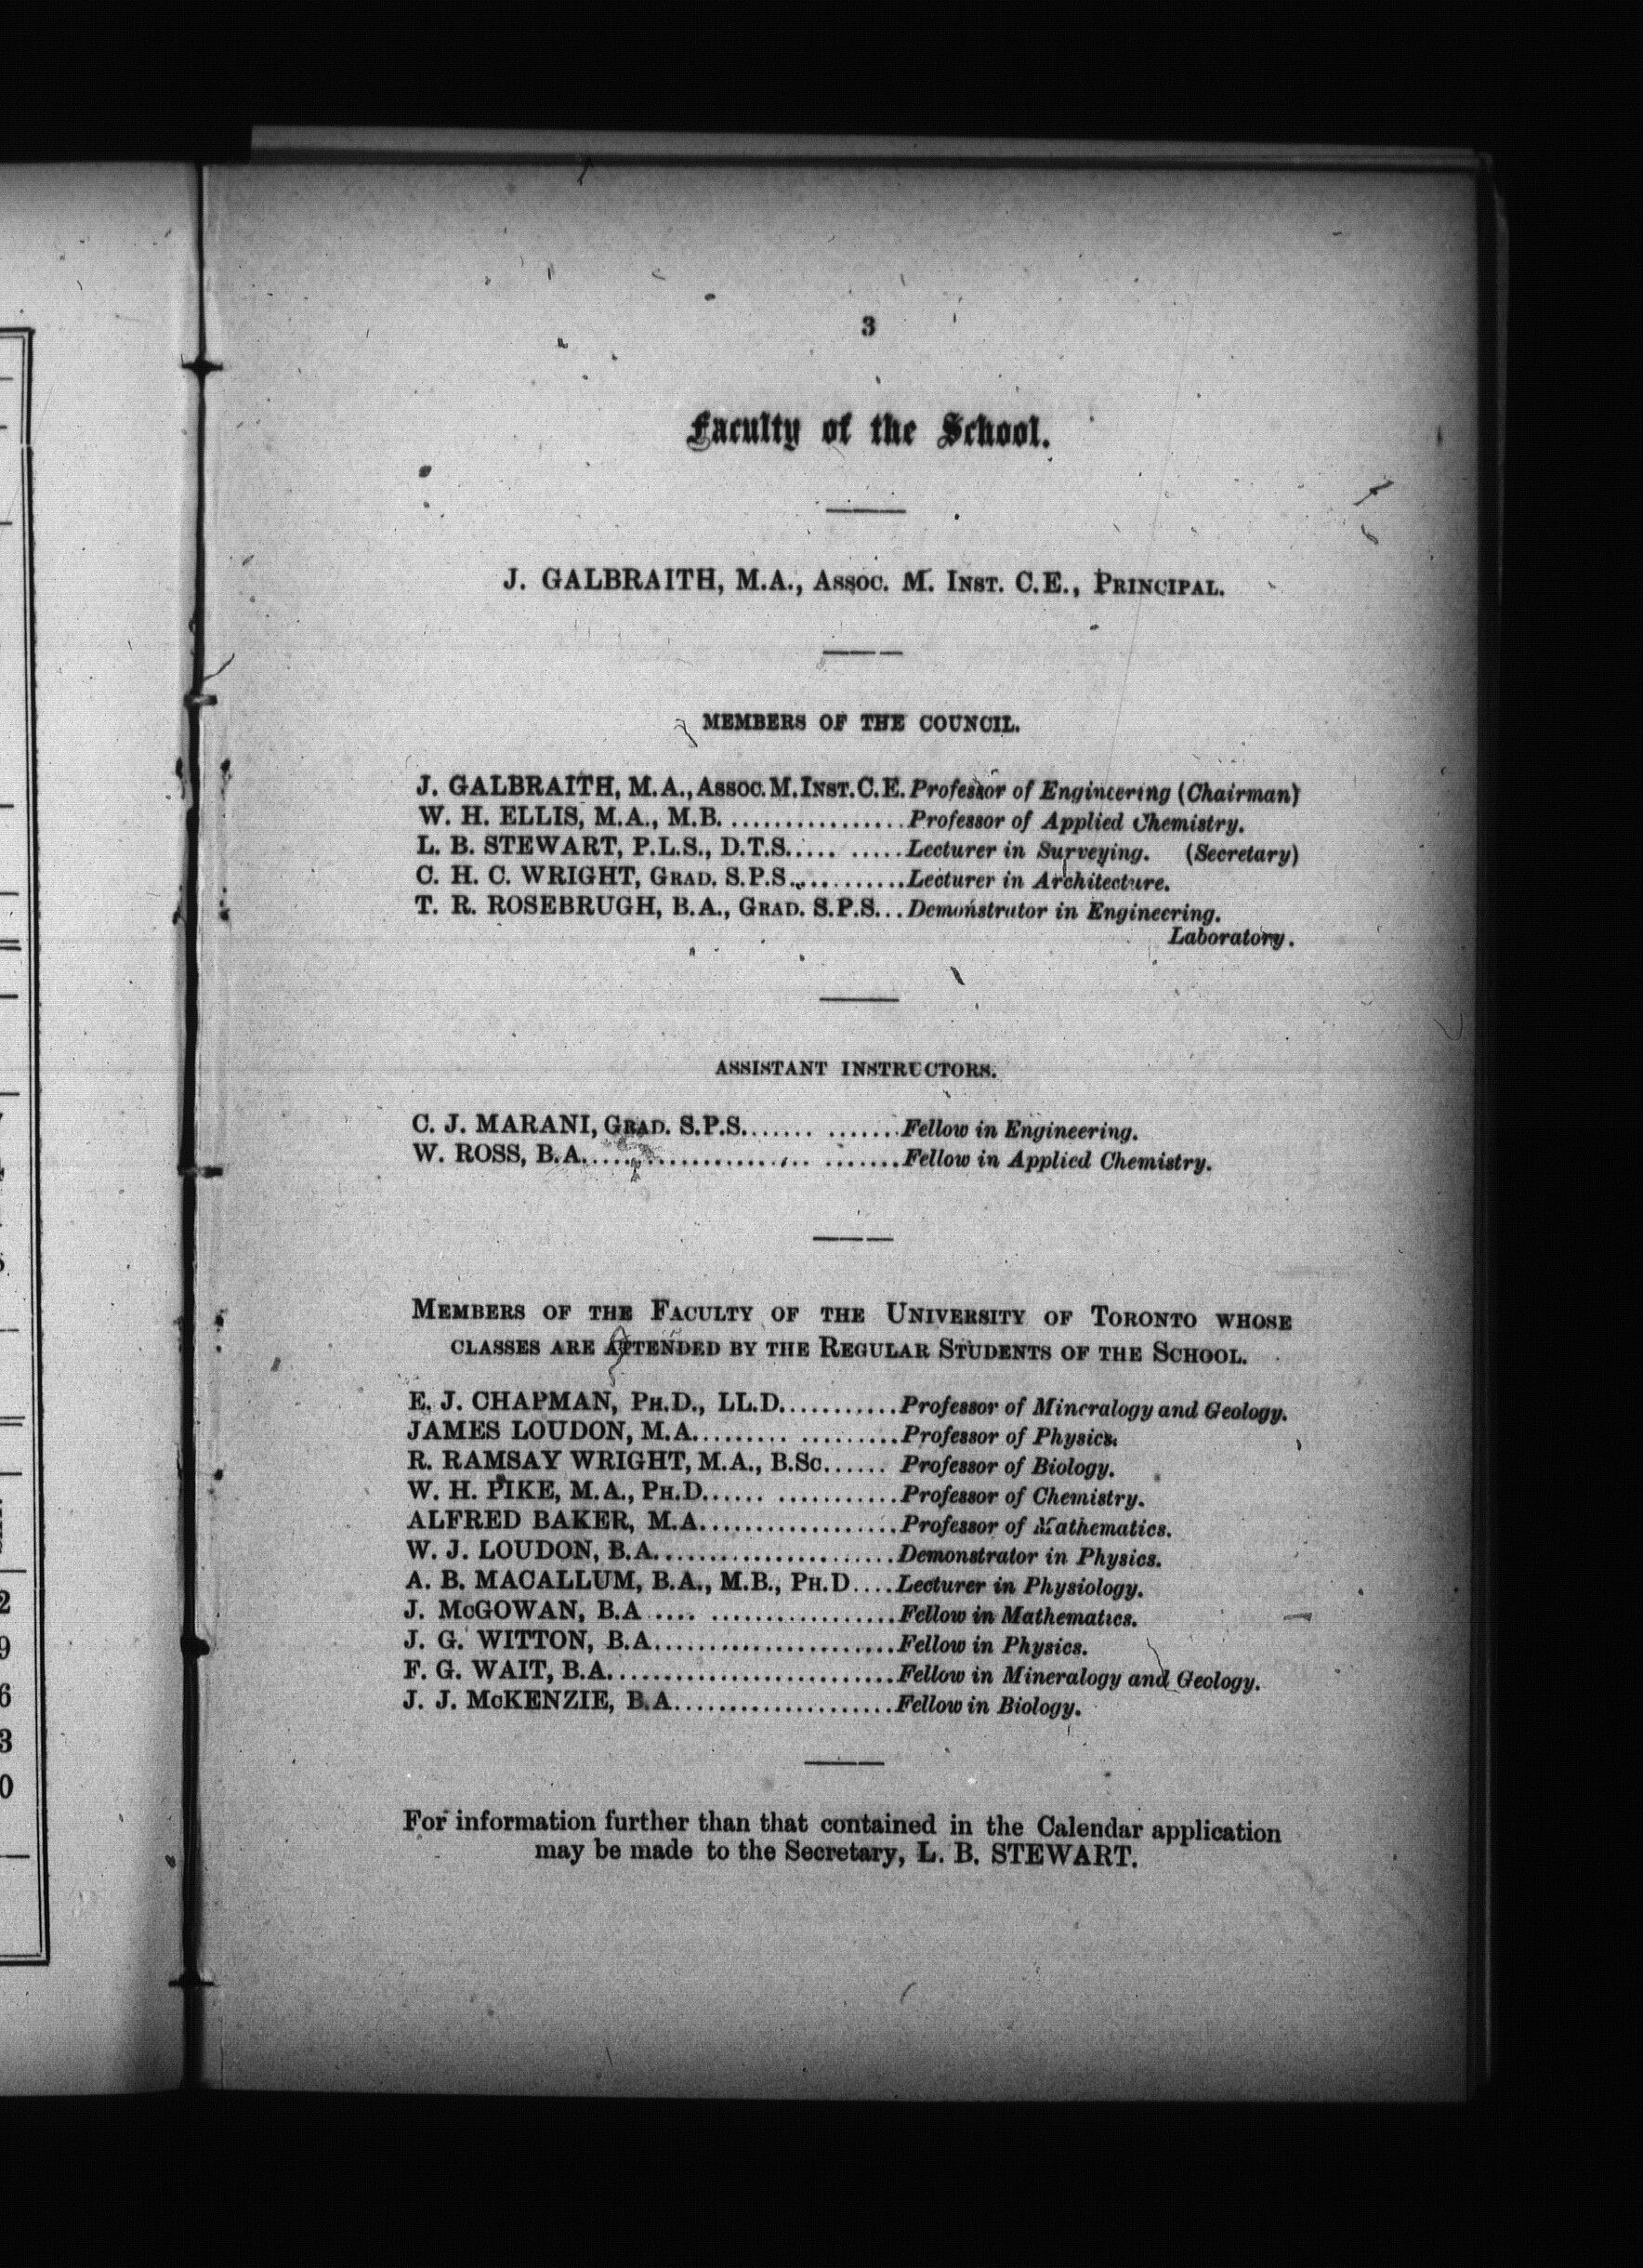 3
Faculty of the School.
J. GALBRAITH, M.A., ASSOC. M. INST. C.E., PRINCIPAL.
MEMBERS OF THE COUNCIL.
J. GALBRAITH, M.A., ASSOC. M. INST. C.E. Professor of Engineering (Chairman)
W. H. ELLIS, M.A., M.B. ................. Professor of Applied Chemistry.
L. B. STEWART, P.L.S., D.T.S..... ..... Lecturer in Surveying. (Secretary)
C. H. C. WRIGHT, GRAD. S.P.S............ Lecturer in Architecture.
T. R. ROSEBRUGH, B.A., GRAD. S.P.S... Demonstrator in Engineering.
Laboratory.
ASSISTANT INSTRUCTORS.
C. J. MARANI, GRAD. S.P.S....... ....... Fellow in Engineering.
W. ROSS, B.A..................... ....... Fellow in Applied Chemistry.
MEMBERS OF THE FACULTY OF THE UNIVERSITY OF TORONTO WHOSE
CLASSES ARE ATTENDED BY THE REGULAR STUDENTS OF THE SCHOOL.
E. J. CHAPMAN, PH.D., LL.D........... Professor of Mineralogy and Geology.
JAMES LOUDON, M.A......... ......... Professor of Physics.
R. RAMSAY WRIGHT, M.A., B.Sc...... Professor of Biology.
W. H. PIKE, M.A., PH.D...... ........... Professor of Chemistry.
ALFRED BAKER, M.A................... Professor of Mathematics.
W. J. LOUDON, B.A....................... Demonstrator in Physics.
A. B. MACALLUM, B.A., M.B., PH.D.... Lecturer in Physiology.
J. McGOWAN, B.A .... .................. Fellow in Mathematics.
J. G. WITTON, B.A....................... Fellow in Physics.
F. G. WAIT, B.A........................... Fellow in Mineralogy and Geology.
J. J. McKENZIE, B.A..................... Fellow in Biology.
For information further than that contained in the Calendar application
may be made to the Secretary, L. B. STEWART.
2
9
6
3
0